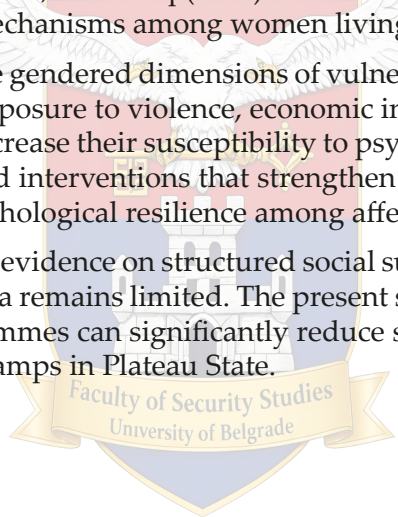 echanisms among women living
e gendered dimensions of vulne
posure to violence, economic in
crease their susceptibility to psy
d interventions that strengthen
hological resilience among affe
evidence on structured social su
a remains limited. The present s
mmes can significantly reduce s
amps in Plateau State.
Faculty of Security Studies
University of Belgrade